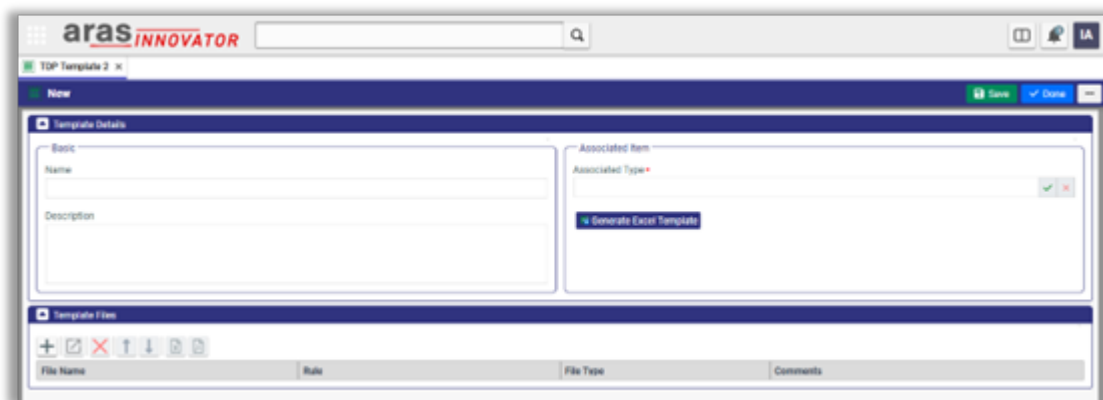 aras INNOVATOR
IA
TDP Template 2 ×
New
Save
Done
Template Details
Basic
Associated Item
Name
Associated Type*
Generate Excel Template
Description
Template Files
File Name Rule File Type Comments